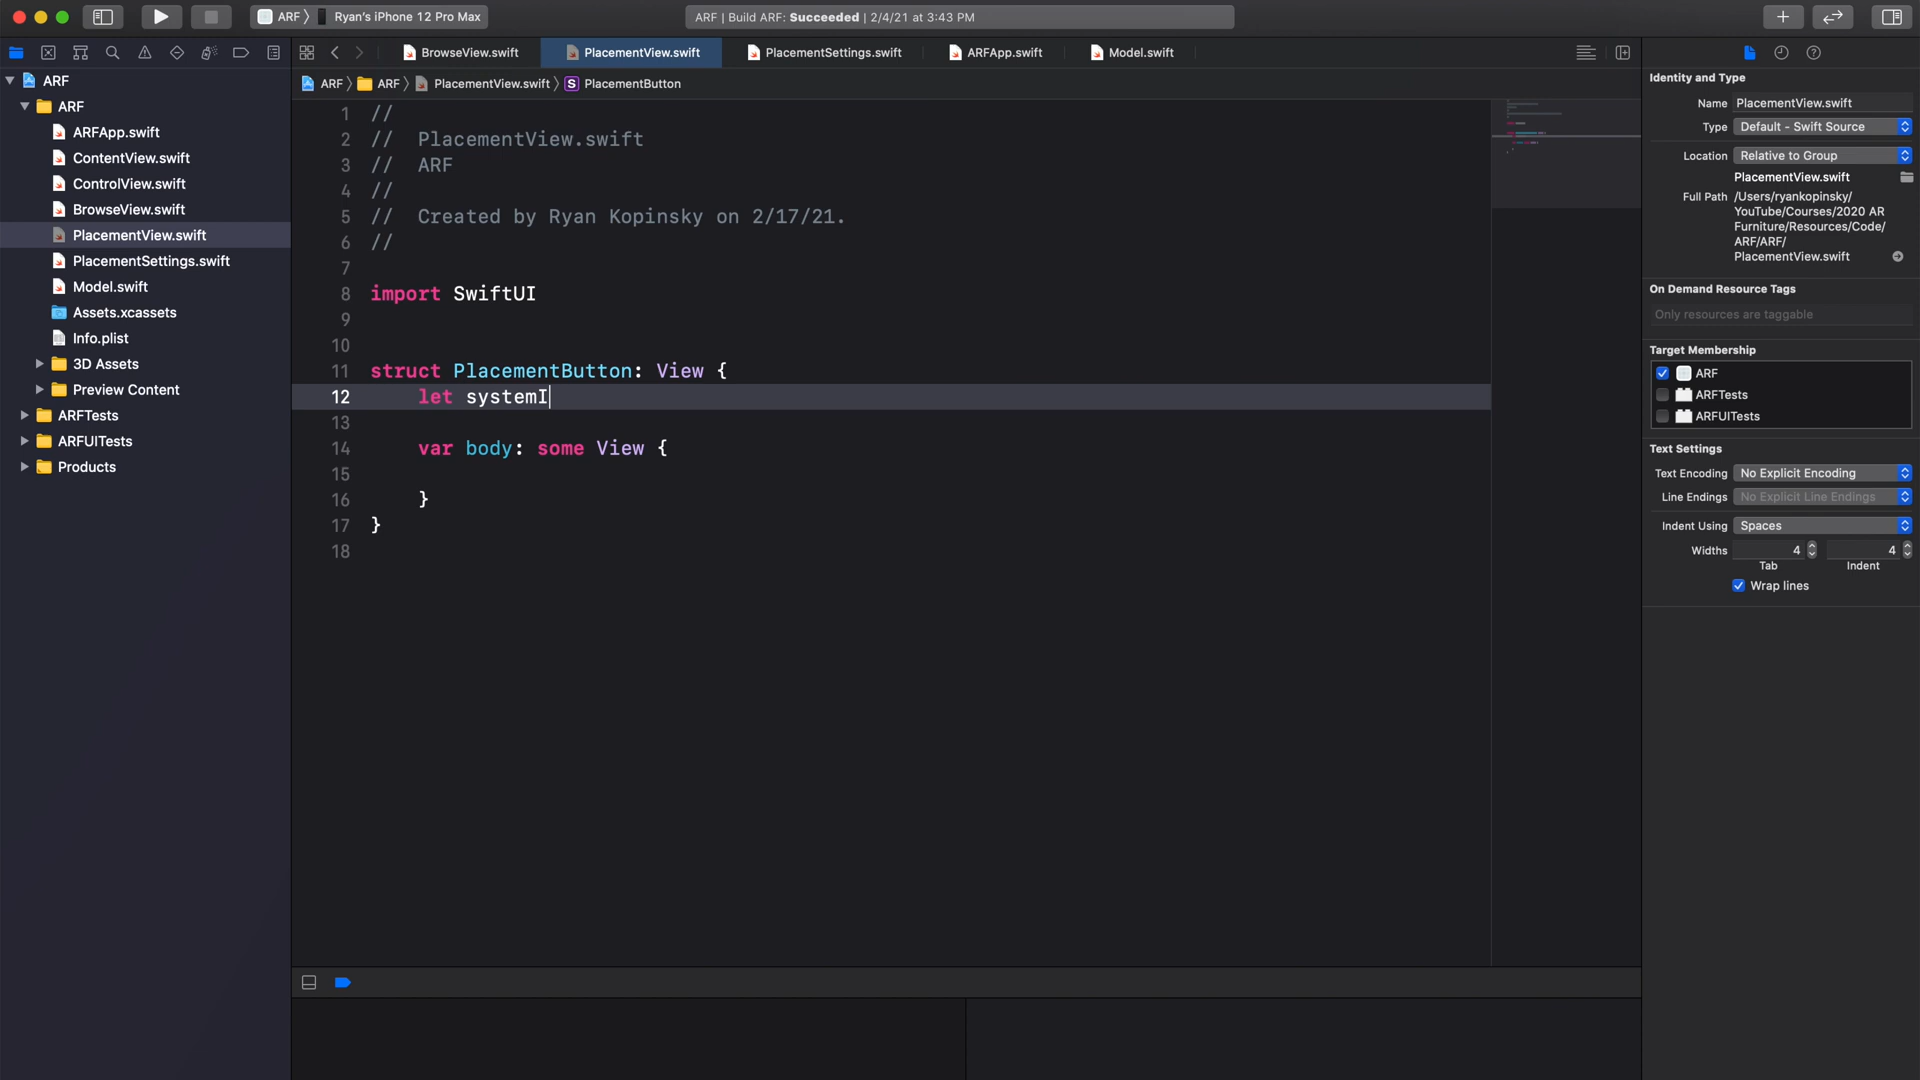 ARF
Ryan's iPhone 12 Pro Max
ARF | Build ARF: Succeeded | 2/4/21 at 3:43 PM
BrowseView.swift
PlacementView.swift
PlacementSettings.swift
ARFApp.swift
Model.swift
ARF
ARF
ARFApp.swift
ContentView.swift
ControlView.swift
BrowseView.swift
PlacementView.swift
PlacementSettings.swift
Model.swift
Assets.xcassets
Info.plist
3D Assets
Preview Content
ARFTests
ARFUITests
Products
ARF
ARF
PlacementView.swift
S PlacementButton
1 //
2 //  PlacementView.swift
3 //  ARF
4 //
5 //  Created by Ryan Kopinsky on 2/17/21.
6 //
7
8 import SwiftUI
9
10
11 struct PlacementButton: View {
12     let systemI
13
14     var body: some View {
15
16     }
17 }
18
Identity and Type
Name PlacementView.swift
Type Default - Swift Source
Location Relative to Group
PlacementView.swift
Full Path /Users/ryankopinsky/
YouTube/Courses/2020 AR
Furniture/Resources/Code/
ARF/ARF/
PlacementView.swift
On Demand Resource Tags
Only resources are taggable
Target Membership
ARF
ARFTests
ARFUITests
Text Settings
Text Encoding No Explicit Encoding
Line Endings No Explicit Line Endings
Indent Using Spaces
Widths 4 4
Tab Indent
Wrap lines